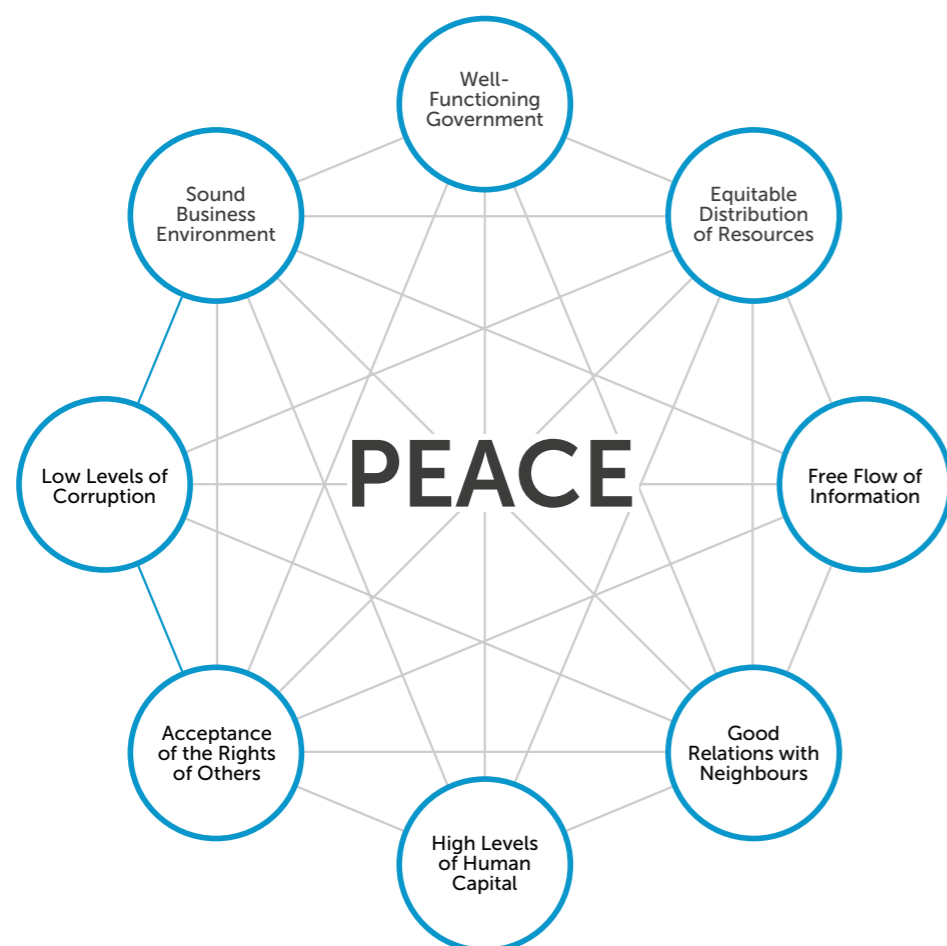 Well-
Functioning
Government
Sound
Business
Environment
Equitable
Distribution
of Resources
Low Levels of
Corruption
PEACE
Free Flow of
Information
Acceptance
of the Rights
of Others
Good
Relations with
Neighbours
High Levels
of Human
Capital